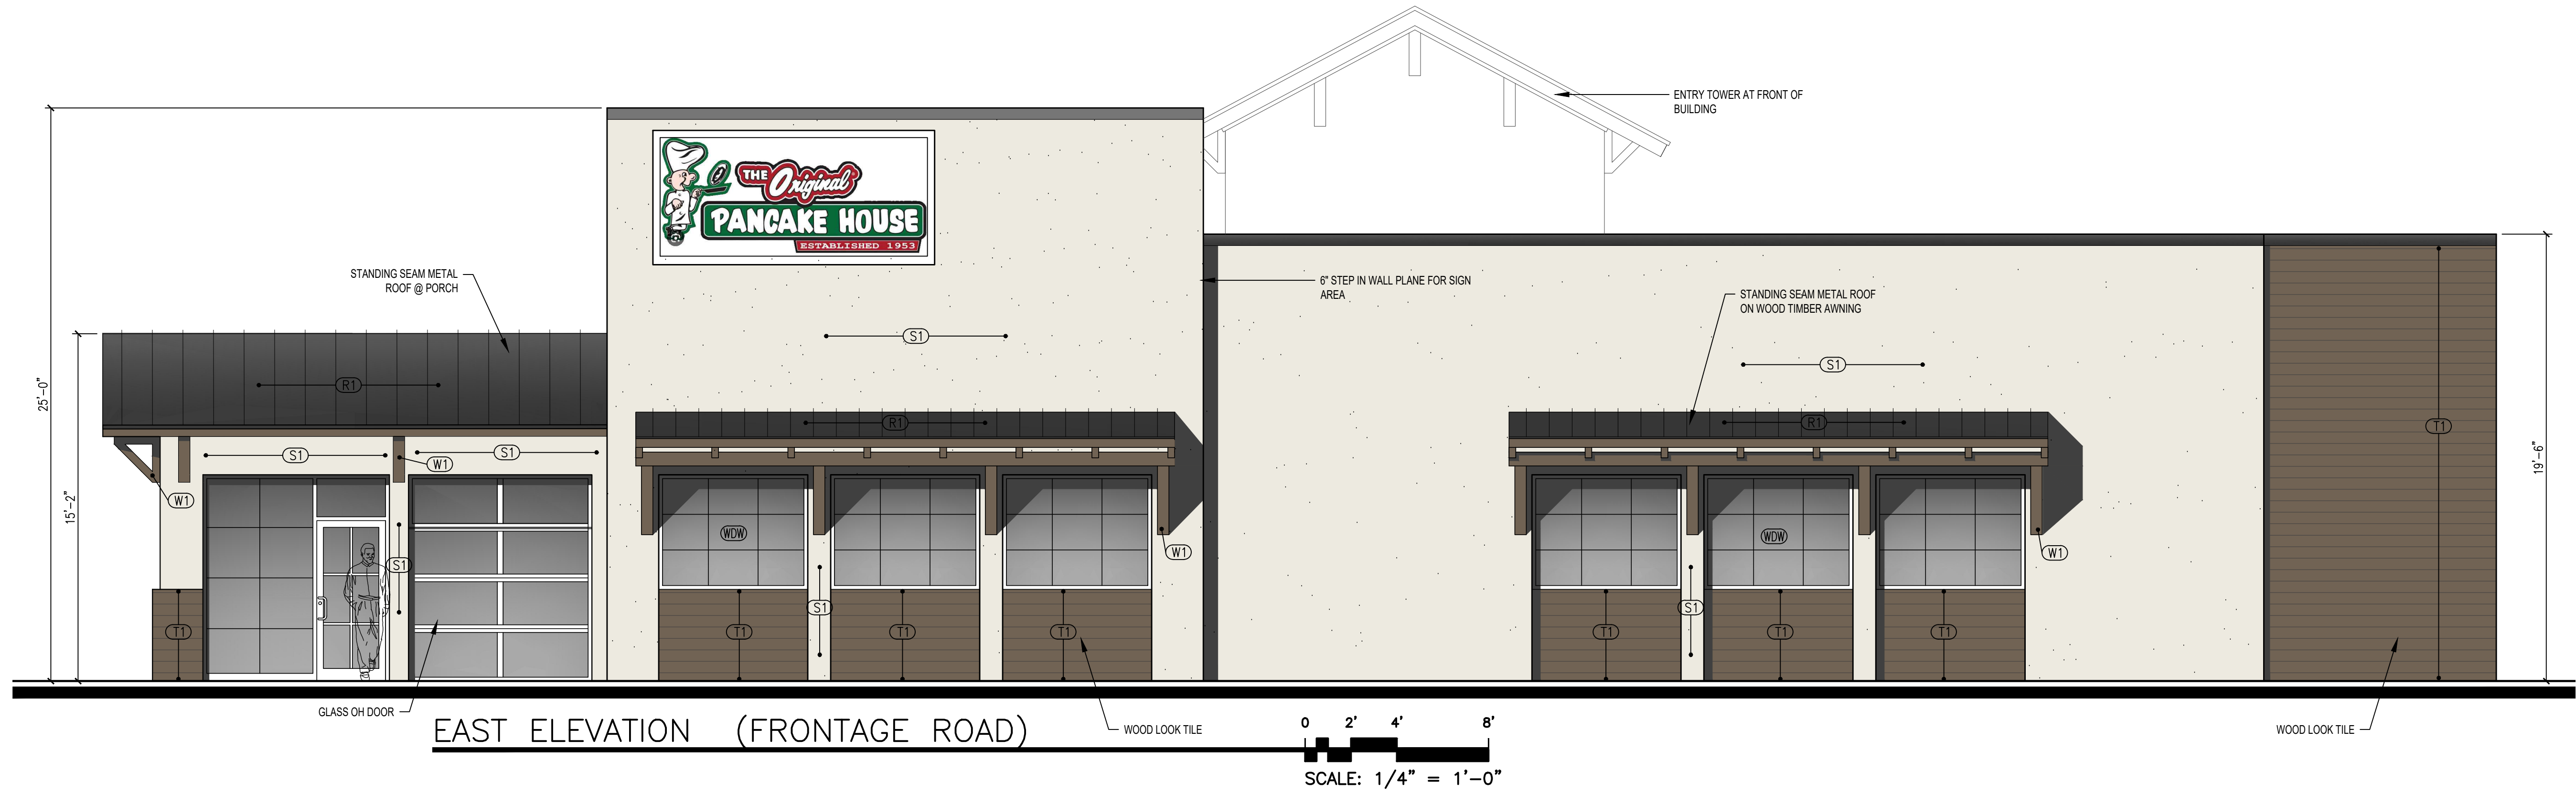 ENTRY TOWER AT FRONT OF
BUILDING
THE
Original
PANCAKE HOUSE
ESTABLISHED 1953
STANDING SEAM METAL
ROOF @ PORCH
6" STEP IN WALL PLANE FOR SIGN
AREA
STANDING SEAM METAL ROOF
ON WOOD TIMBER AWNING
25'-0"
15'-2"
19'-6"
S1
S1
R1
R1
R1
T1
S1
S1
W1
W1
WDW
WDW
W1
W1
S1
S1
S1
T1
T1
T1
T1
T1
T1
T1
GLASS OH DOOR
WOOD LOOK TILE
WOOD LOOK TILE
EAST ELEVATION (FRONTAGE ROAD)
0 2' 4' 8'
SCALE: 1/4" = 1'-0"